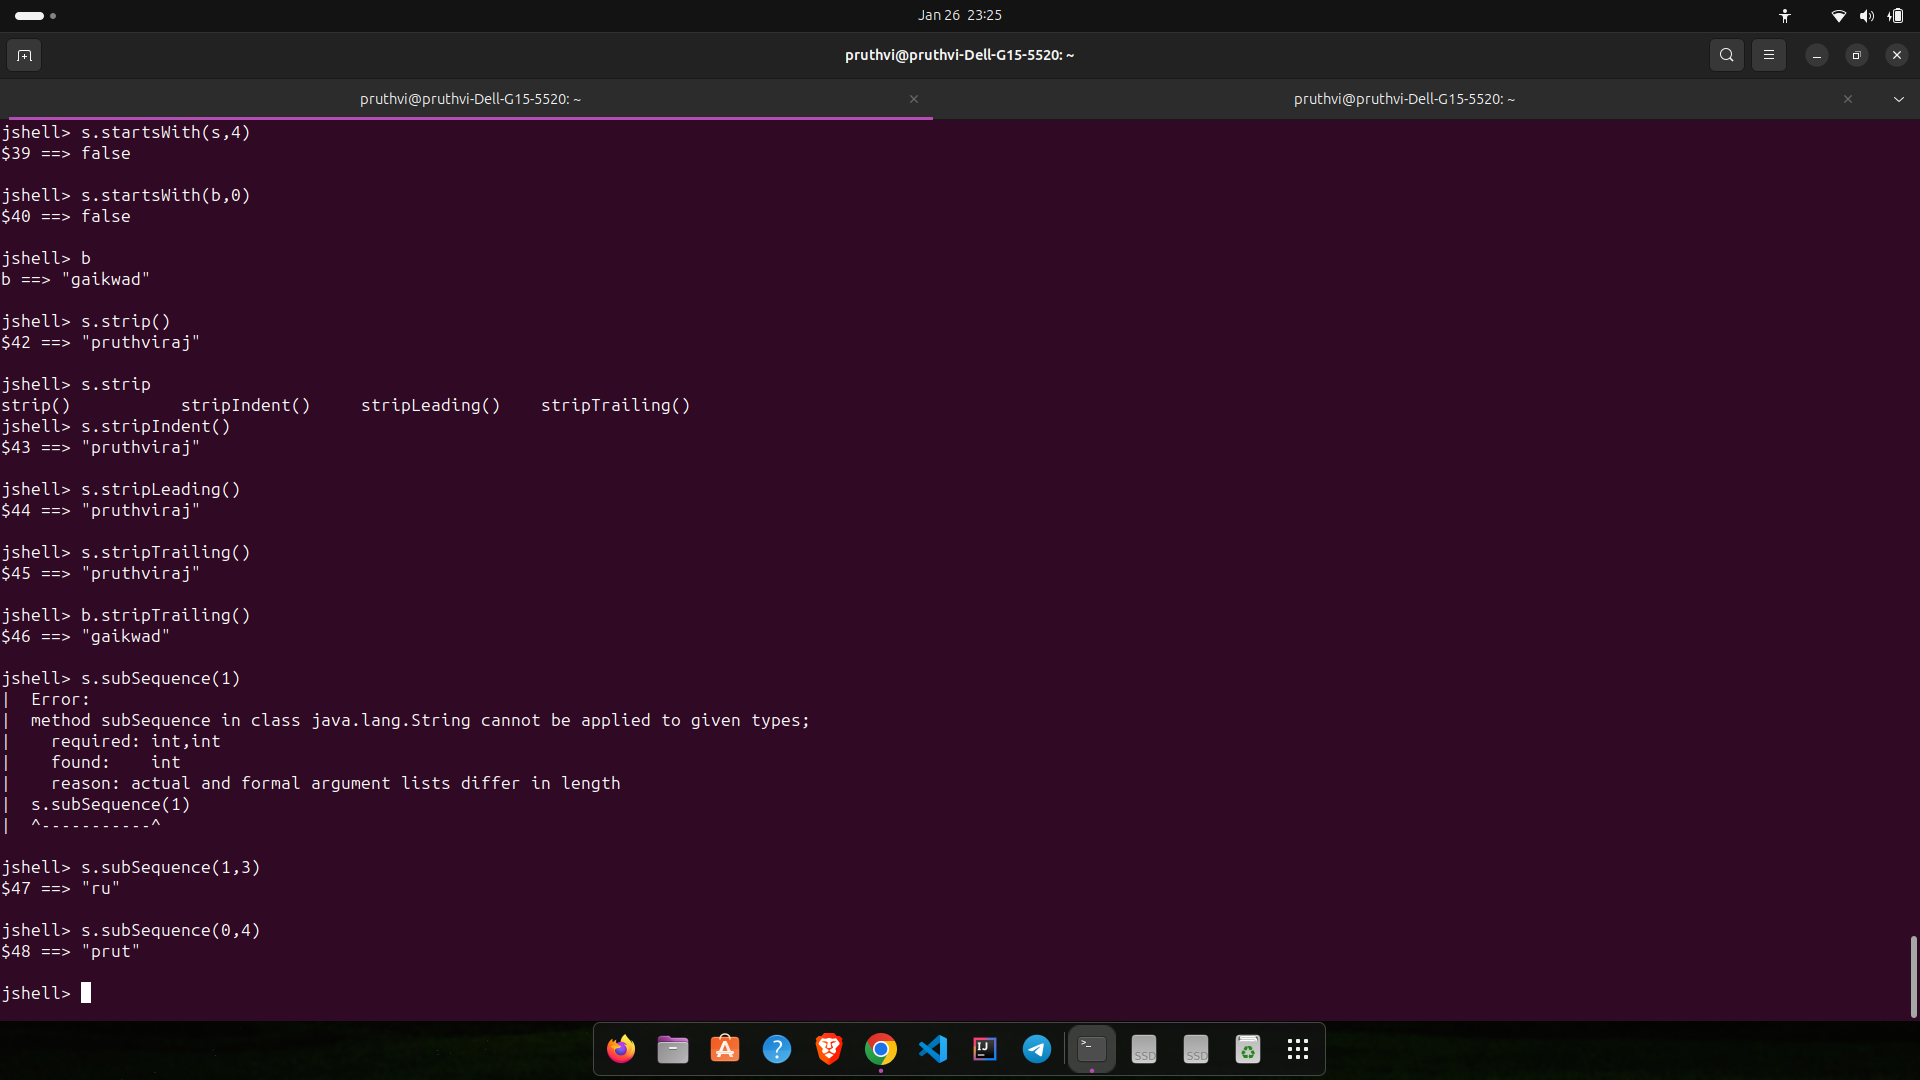 Jan 26 23:25
pruthvi@pruthvi-Dell-G15-5520: ~
pruthvi@pruthvi-Dell-G15-5520: ~
pruthvi@pruthvi-Dell-G15-5520: ~
jshell> s.startsWith(s,4)
$39 ==> false
jshell> s.startsWith(b,0)
$40 ==> false
jshell> b
b ==> "gaikwad"
jshell> s.strip()
$42 ==> "pruthviraj"
jshell> s.strip
strip() stripIndent() stripLeading() stripTrailing()
jshell> s.stripIndent()
$43 ==> "pruthviraj"
jshell> s.stripLeading()
$44 ==> "pruthviraj"
jshell> s.stripTrailing()
$45 ==> "pruthviraj"
jshell> b.stripTrailing()
$46 ==> "gaikwad"
jshell> s.subSequence(1)
| Error:
| method subSequence in class java.lang.String cannot be applied to given types;
| required: int,int
| found: int
| reason: actual and formal argument lists differ in length
| s.subSequence(1)
| ^-----------^
jshell> s.subSequence(1,3)
$47 ==> "ru"
jshell> s.subSequence(0,4)
$48 ==> "prut"
jshell>
IJ
>_
SSD
SSD